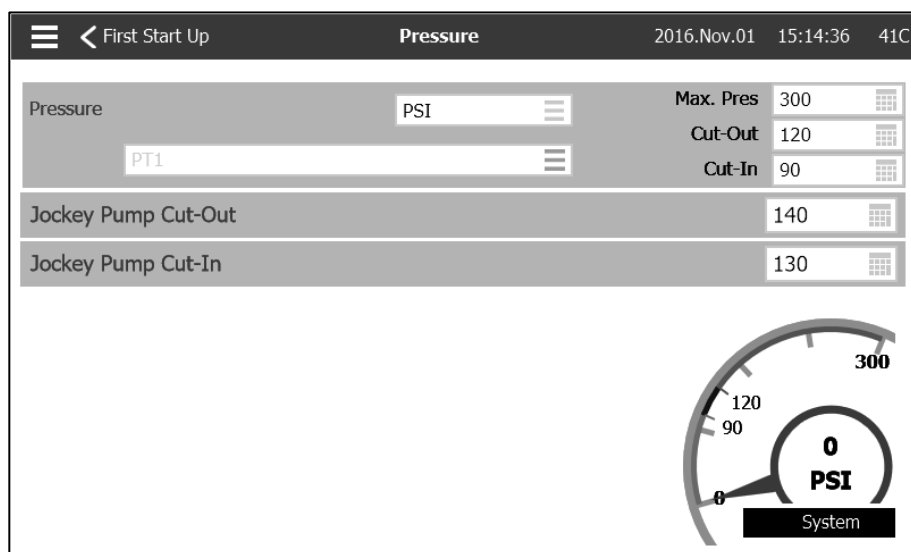 First Start Up Pressure 2016.Nov.01 15:14:36 41C
Pressure PSI Max. Pres 300
Cut-Out 120
PT1 Cut-In 90
Jockey Pump Cut-Out 140
Jockey Pump Cut-In 130
300
120
90
0
0
PSI
System